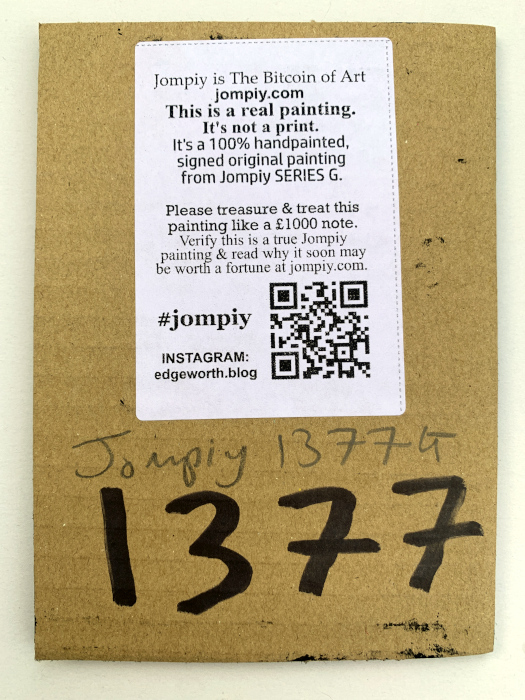 Jompiy is The Bitcoin of Art
jompiy.com
This is a real painting.
It's not a print.
It's a 100% handpainted,
signed original painting
from Jompiy SERIES G.
Please treasure & treat this
painting like a £1000 note.
Verify this is a true Jompiy
painting & read why it soon may
be worth a fortune at jompiy.com.
#jompiy
INSTAGRAM:
edgeworth.blog
Jompiy 1377G
1377